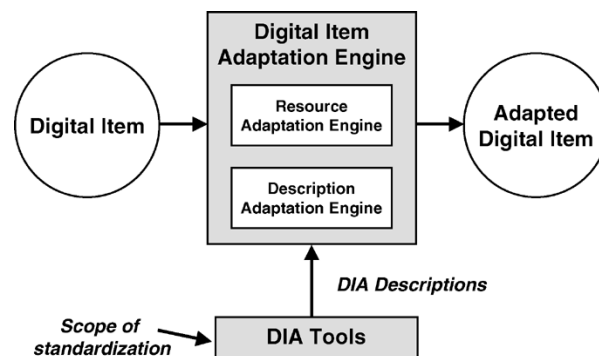 Digital Item
Adaptation Engine
Digital Item
Resource
Adaptation Engine
Description
Adaptation Engine
Adapted
Digital Item
DIA Descriptions
Scope of
standardization
DIA Tools